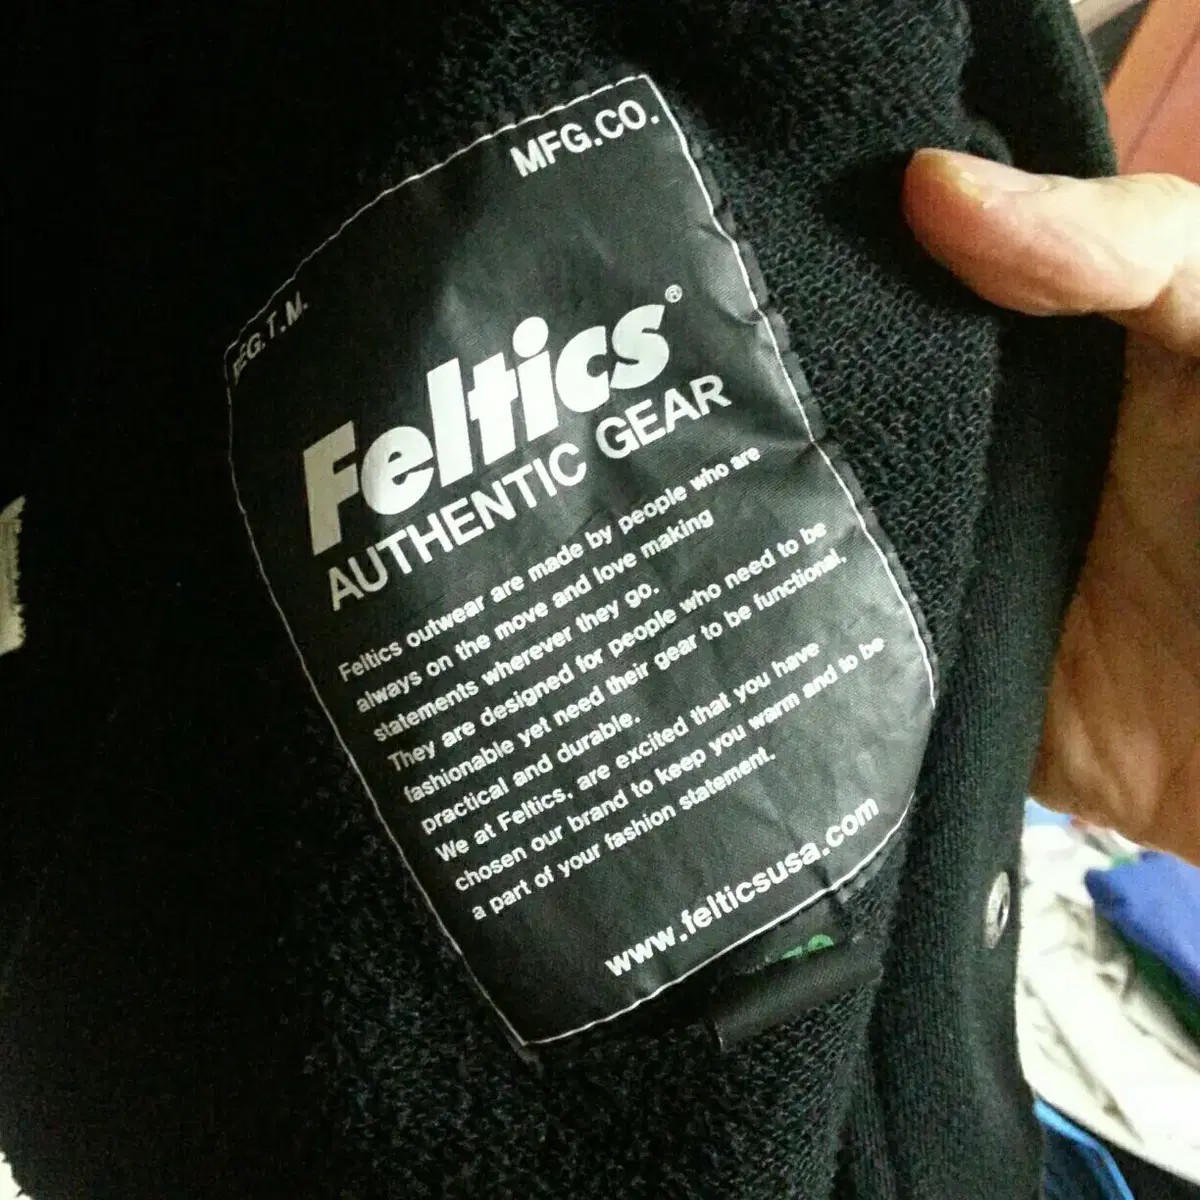 MFG.CO.
REG.T.M.
Feltics®
AUTHENTIC GEAR
Feltics outwear are made by people who are
always on the move and love making
statements wherever they go.
They are designed for people who need to be
fashionable yet need their gear to be functional,
practical and durable.
We at Feltics, are excited that you have
chosen our brand to keep you warm and to be
a part of your fashion statement.
www.felticsusa.com